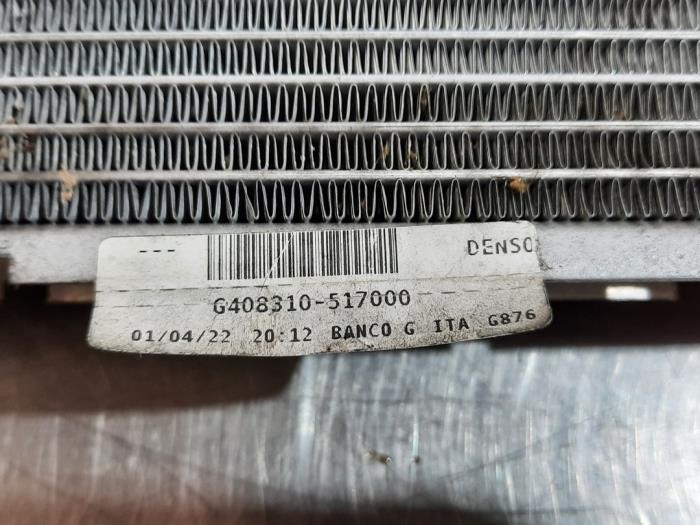 --- DENSO
G408310-517000
01/04/22 20:12 BANCO G ITA G876